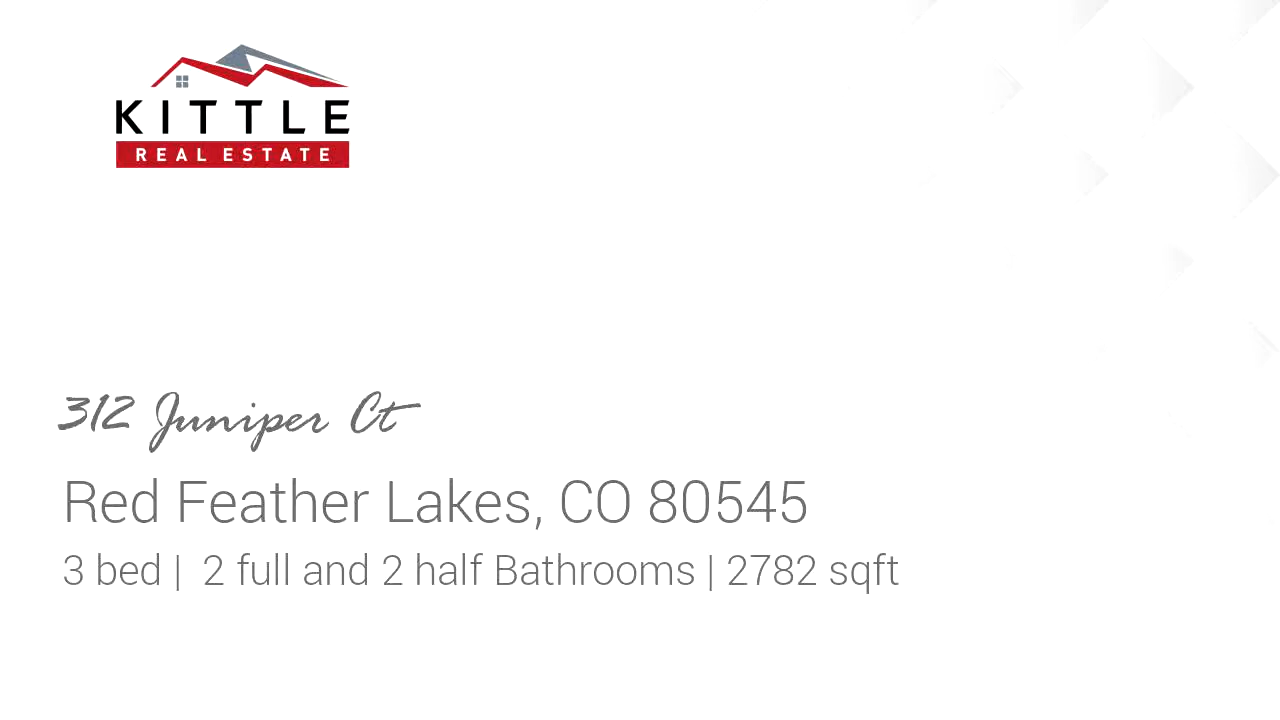 KITTLE
REAL ESTATE
312 Juniper Ct
Red Feather Lakes, CO 80545
3 bed | 2 full and 2 half Bathrooms | 2782 sqft